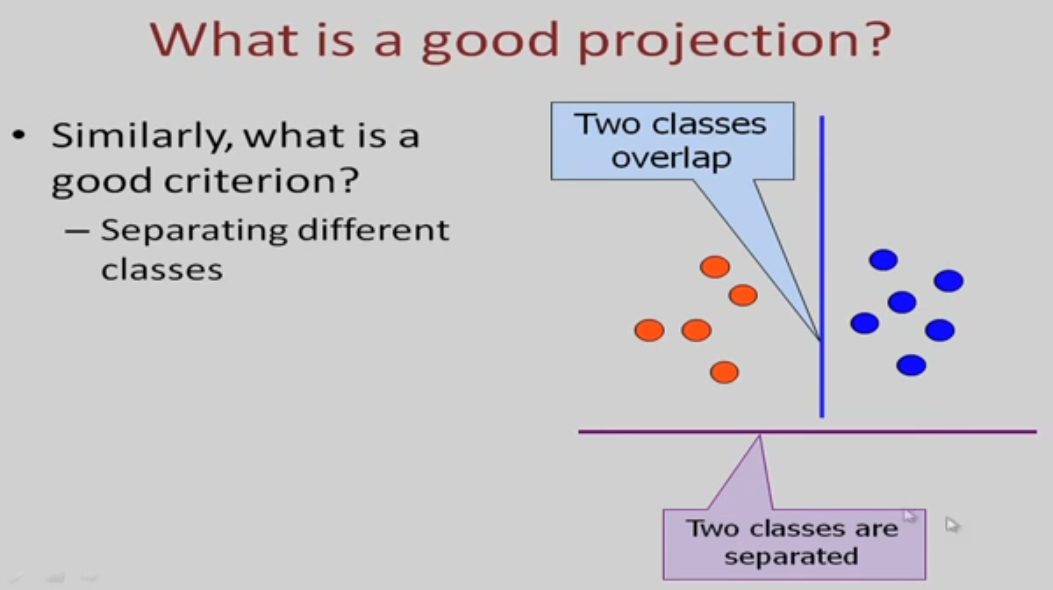 What is a good projection?
• Similarly, what is a
good criterion?
– Separating different
classes
Two classes
overlap
Two classes are
separated